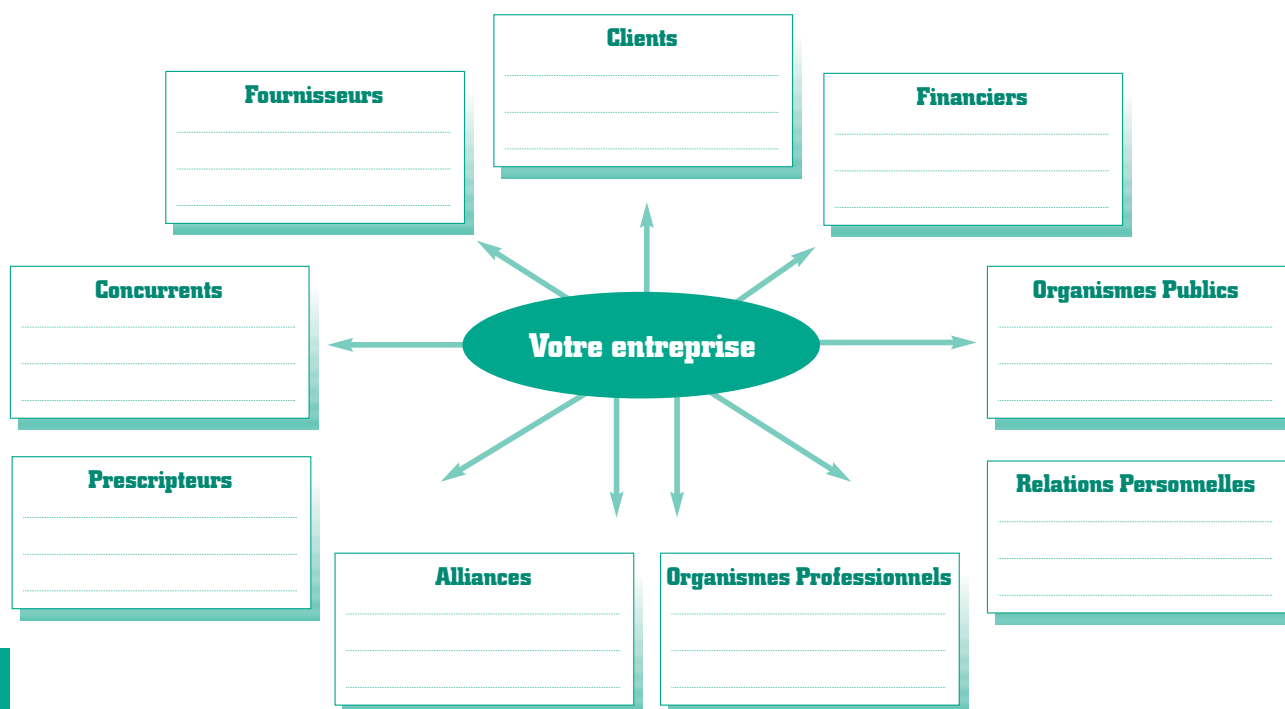 Clients
Fournisseurs
Financiers
Concurrents
Organismes Publics
Votre entreprise
Prescripteurs
Relations Personnelles
Alliances
Organismes Professionnels